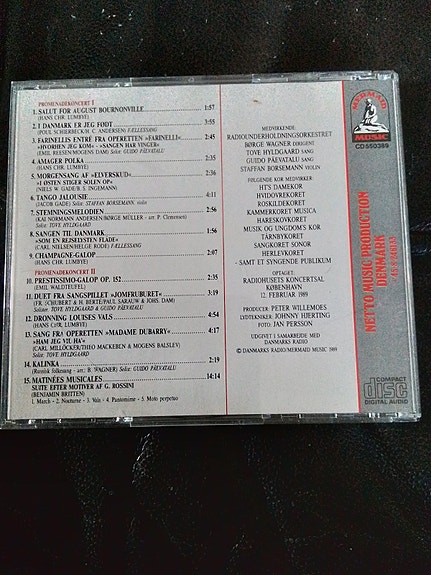 PROMENADEKONCERT I
1. SALUT FOR AUGUST BOURNONVILLE 1:57
(HANS CHR. LUMBYE)
2. I DANMARK ER JEG FØDT 3:55
(POUL SCHIERBECK/H. C. ANDERSEN) FÆLLESSANG
3. FARINELLIS ENTRÉ FRA OPERETTEN »FARINELLI« 2:45
»HVORHEN JEG KOM« - »SANGEN HAR VINGER«
(EMIL REESEN/MOGENS DAM) Solist: GUIDO PÄEVATALU
4. AMAGER POLKA 2:35
(HANS CHR. LUMBYE)
5. MORGENSANG AF »ELVERSKUD« 2:36
»I ØSTEN STIGER SOLEN OP«
(NIELS W. GADE/B. S. INGEMANN)
6. TANGO JALOUSIE 4:11
(JACOB GADE) Solist: STAFFAN BORSEMAN, violin
7. STEMNINGSMELODIEN 2:56
(KAI NORMANN ANDERSEN/BØRGE MÜLLER - arr. P. Clemensen)
Solist: TOVE HYLDGAARD
8. SANGEN TIL DANMARK 1:56
»SOM EN REJSELYSTEN FLÅDE«
(CARL NIELSEN/HELGE RODE) FÆLLESSANG
9. CHAMPAGNE-GALOP 2:07
(HANS CHR. LUMBYE)
PROMENADEKONCERT II
10. PRESTISSIMO-GALOP OP. 152 2:35
(EMIL WALDTEUFEL)
11. DUET FRA SANGSPILLET »JOMFRUBURET« 3:19
(FR. SCHUBERT & H. BERTE/PAUL SARAUW & JOHS. DAM)
Solister: TOVE HYLDGAARD & GUIDO PÄEVATALU
12. DRONNING LOUISES VALS 4:54
(HANS CHR. LUMBYE)
13. SANG FRA OPERETTEN »MADAME DUBARRY« 4:17
»HAM JEG VIL HA'«
(CARL MILLÖCKER/THEO MACKEBEN & MOGENS BALSLEV)
Solist: TOVE HYLDGAARD
14. KALINKA 2:19
(Russisk folkesang - arr.: B. WAGNER) Solist: GUIDO PÄEVATALU
15. MATINÉES MUSICALES 14:14
SUITE EFTER MOTIVER AF G. ROSSINI
(BENJAMIN BRITTEN)
1. March - 2. Nocturne - 3. Vals - 4. Pantomime - 5. Moto perpetuo
MEDVIRKENDE
RADIOUNDERHOLDNINGSORKESTRET
BØRGE WAGNER DIRIGENT
TOVE HYLDGAARD SANG
GUIDO PÄEVATALU SANG
STAFFAN BORSEMAN VIOLIN
FØLGENDE KOR MEDVIRKER
HTS DAMEKOR
HVIDOVREKORET
ROSKILDEKORET
KAMMERKORET MUSICA
HARESKOVKORET
MUSIK OG UNGDOMS KOR
TÅRNBYKORET
SANGKORET SONOR
HERLEVKORET
- SAMT ET SYNGENDE PUBLIKUM
OPTAGET
RADIOHUSETS KONCERTSAL
KØBENHAVN
12. FEBRUAR 1989
PRODUCER: PETER WILLEMOES
LYDTEKNIKER: JOHNNY HJERTING
FOTO: JAN PERSSON
UDGIVET I SAMARBEJDE MED
DANMARKS RADIO
© DANMARKS RADIO/MERMAID MUSIC 1989
MERMAID
MUSIC
CD550389
NETTO MUSIC PRODUCTION
DENMARK
COMPACT
disc
DIGITAL AUDIO